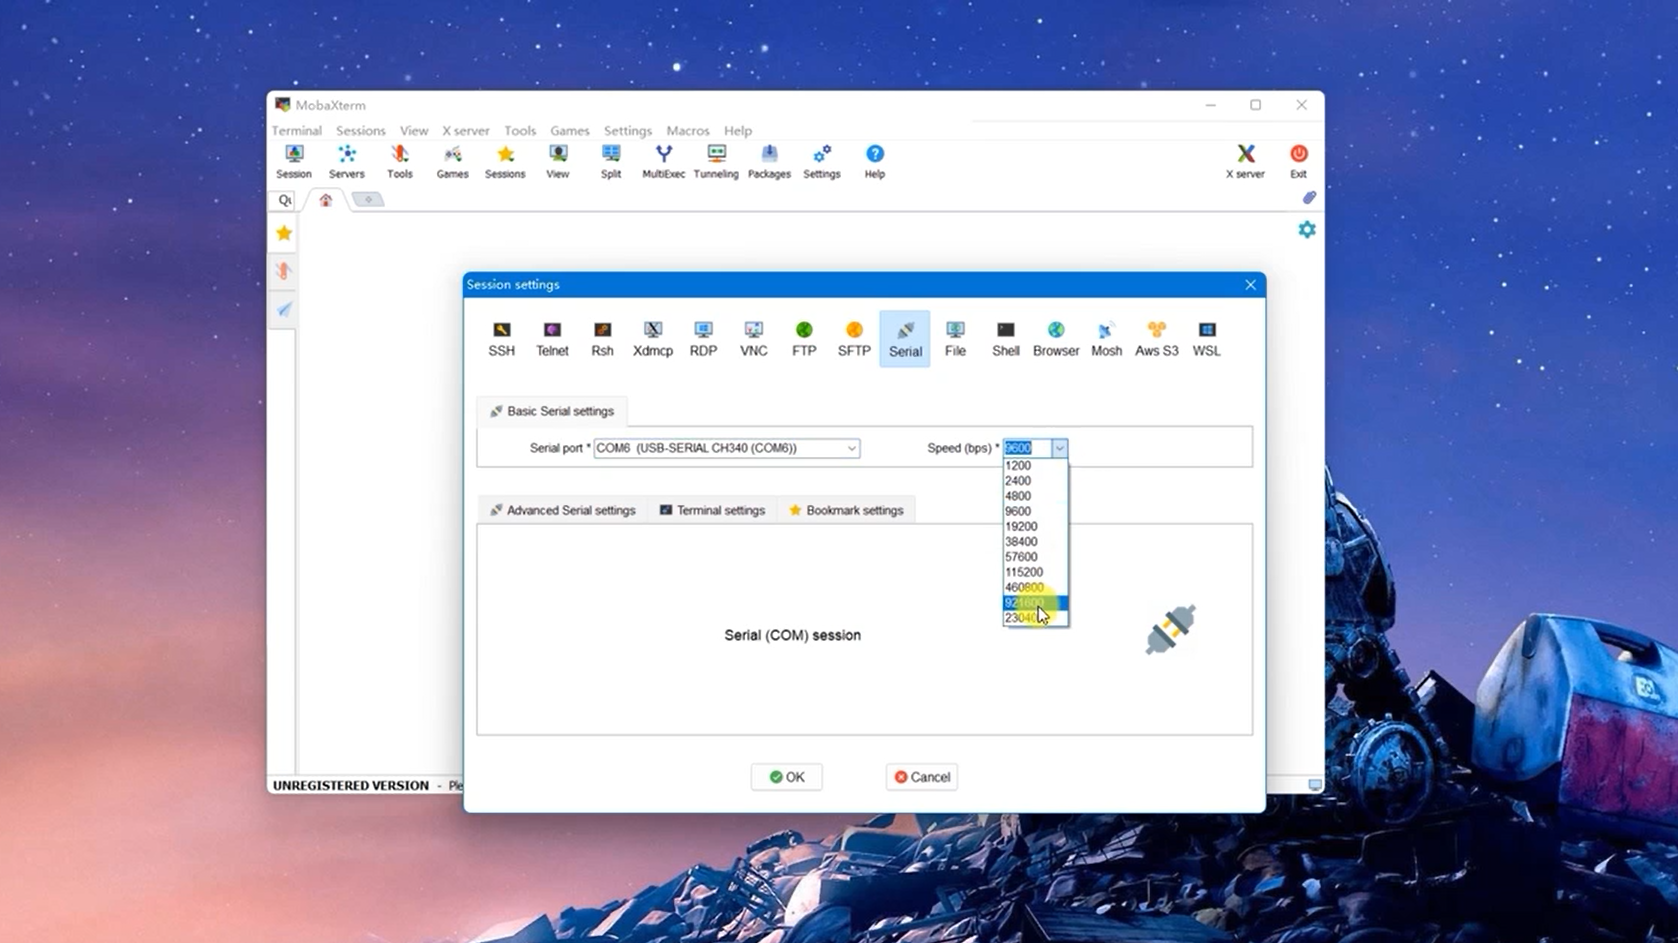 MobaXterm
Terminal Sessions View X server Tools Games Settings Macros Help
Session Servers Tools Games Sessions View Split MultiExec Tunneling Packages Settings Help X server Exit
Session settings
SSH Telnet Rsh Xdmcp RDP VNC FTP SFTP Serial File Shell Browser Mosh Aws S3 WSL
Basic Serial settings
Serial port * COM6 (USB-SERIAL CH340 (COM6)) Speed (bps) * 9600
1200
2400
4800
9600
19200
38400
57600
115200
460800
921600
Advanced Serial settings Terminal settings Bookmark settings
Serial (COM) session
OK Cancel
UNREGISTERED VERSION -